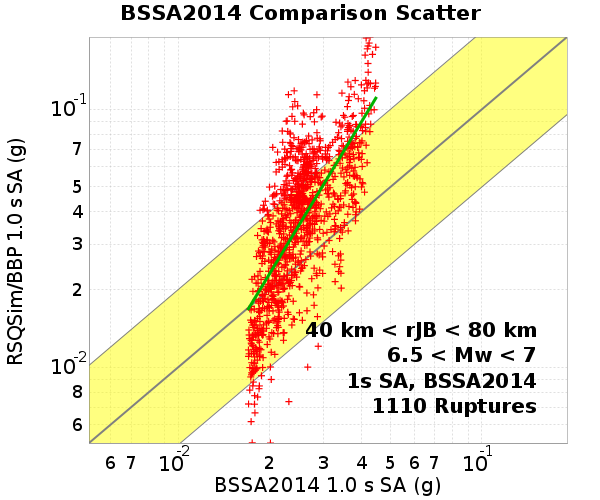 BSSA2014 Comparison Scatter
RSQSim/BBP 1.0 s SA (g)
10-1
7
5
4
3
2
10-2
8
6
40 km < rJB < 80 km
6.5 < Mw < 7
1s SA, BSSA2014
1110 Ruptures
6 7 10-2 2 3 4 5 6 7 10-1
BSSA2014 1.0 s SA (g)